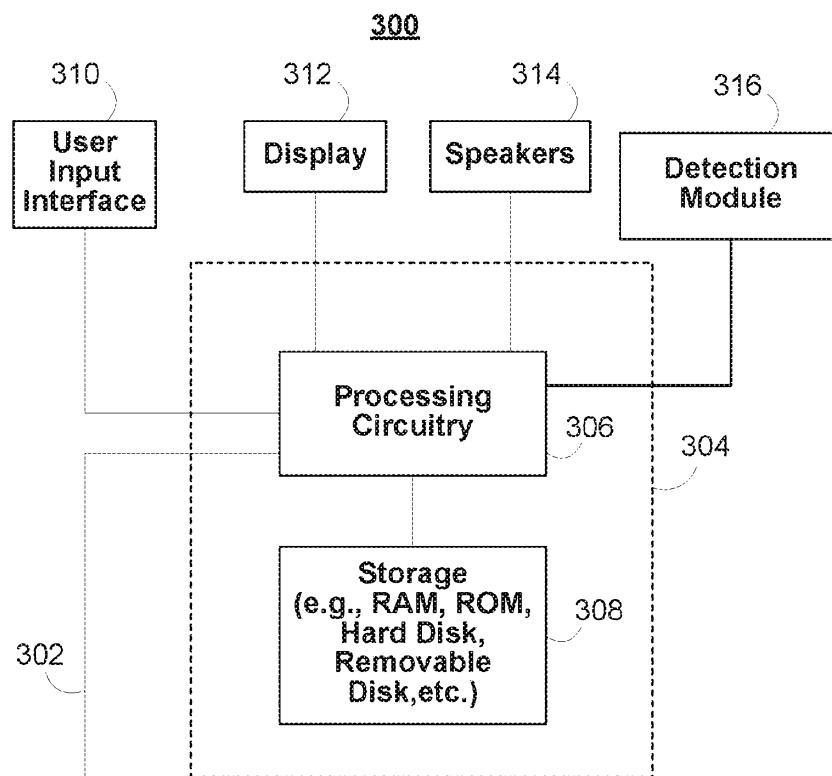 300
310
312
314
316
User
Input
Interface
Display
Speakers
Detection
Module
Processing
Circuitry
306
304
Storage
(e.g., RAM, ROM,
Hard Disk,
Removable
Disk,etc.)
308
302